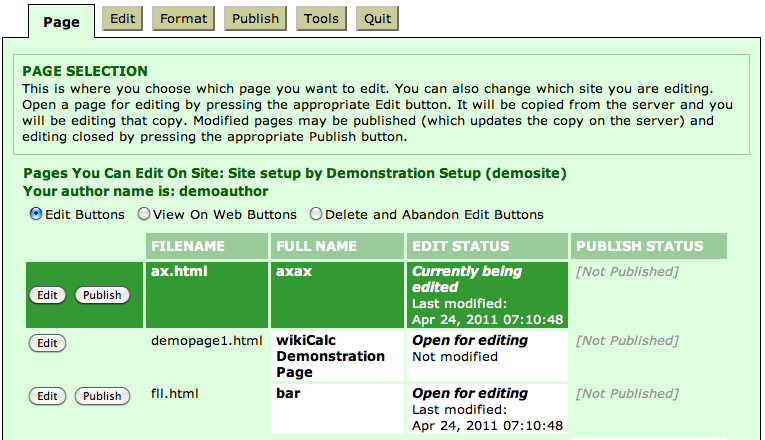 Page Edit Format Publish Tools Quit
PAGE SELECTION
This is where you choose which page you want to edit. You can also change which site you are editing.
Open a page for editing by pressing the appropriate Edit button. It will be copied from the server and you
will be editing that copy. Modified pages may be published (which updates the copy on the server) and
editing closed by pressing the appropriate Publish button.
Pages You Can Edit On Site: Site setup by Demonstration Setup (demosite)
Your author name is: demoauthor
Edit Buttons View On Web Buttons Delete and Abandon Edit Buttons
FILENAME FULL NAME EDIT STATUS PUBLISH STATUS
Edit Publish ax.html axax Currently being [Not Published]
edited
Last modified:
Apr 24, 2011 07:10:48
Edit demopage1.html wikiCalc Open for editing [Not Published]
Demonstration Not modified
Page
Edit Publish fll.html bar Open for editing [Not Published]
Last modified:
Apr 24, 2011 07:10:48